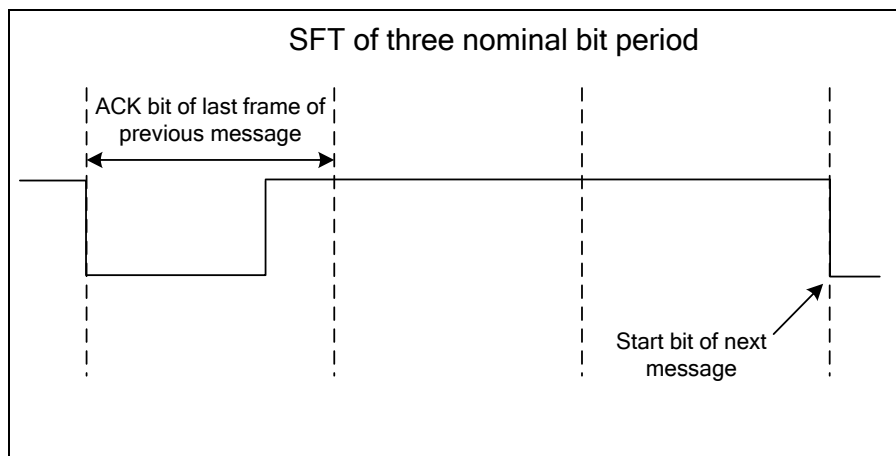 SFT of three nominal bit period
ACK bit of last frame of
previous message
Start bit of next
message